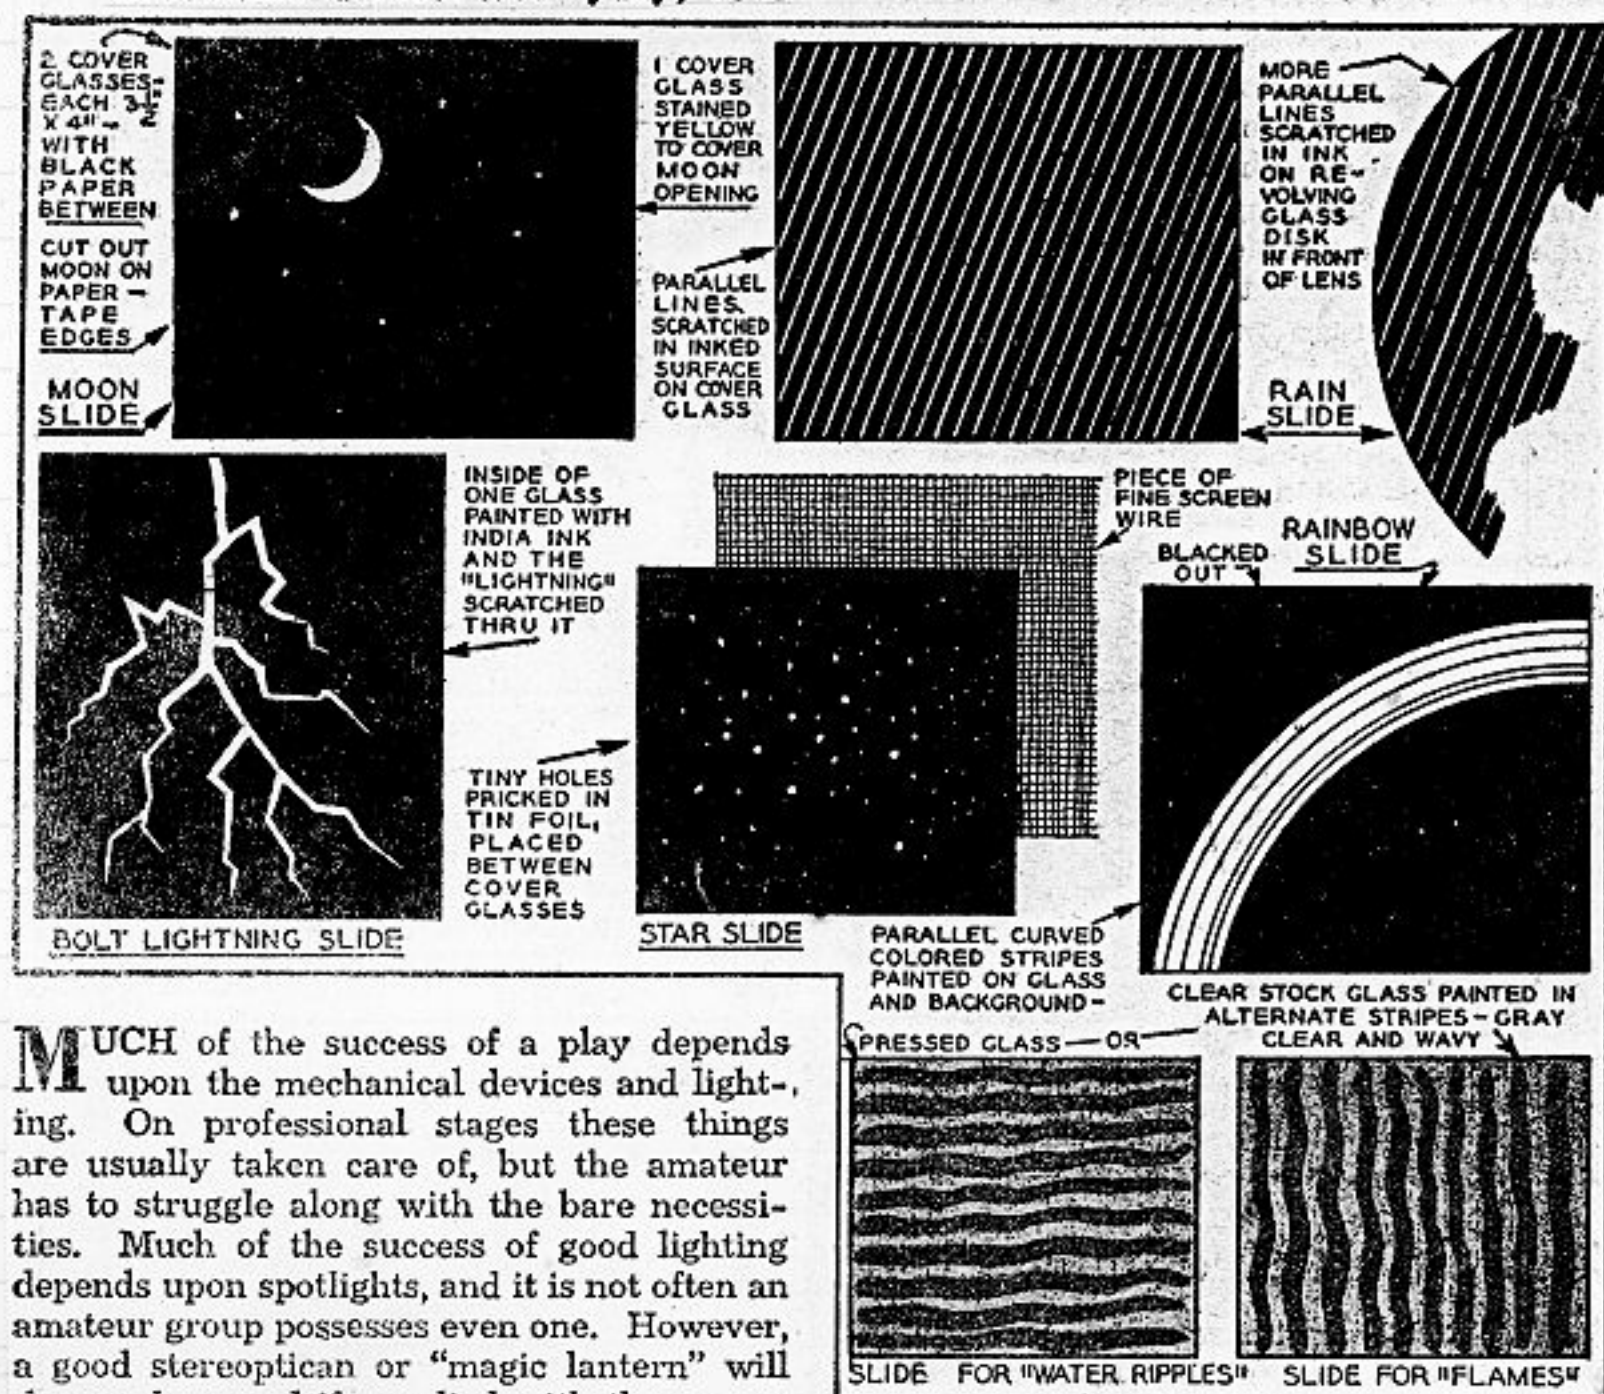 2 COVER
GLASSES-
EACH 3½"
X 4"-
WITH
BLACK
PAPER
BETWEEN
CUT OUT
MOON ON
PAPER -
TAPE
EDGES
MOON
SLIDE
1 COVER
GLASS
STAINED
YELLOW
TO COVER
MOON
OPENING
PARALLEL
LINES
SCRATCHED
IN INKED
SURFACE
ON COVER
GLASS
MORE
PARALLEL
LINES
SCRATCHED
IN INK
ON RE-
VOLVING
GLASS
DISK
IN FRONT
OF LENS
RAIN
SLIDE
INSIDE OF
ONE GLASS
PAINTED WITH
INDIA INK
AND THE
"LIGHTNING"
SCRATCHED
THRU IT
BOLT LIGHTNING SLIDE
TINY HOLES
PRICKED IN
TIN FOIL,
PLACED
BETWEEN
COVER
GLASSES
STAR SLIDE
PIECE OF
FINE SCREEN
WIRE
BLACKED
OUT
RAINBOW
SLIDE
PARALLEL CURVED
COLORED STRIPES
PAINTED ON GLASS
AND BACKGROUND-
CLEAR STOCK GLASS PAINTED IN
ALTERNATE STRIPES-GRAY
CLEAR AND WAVY
PRESSED GLASS — OR
SLIDE FOR "WATER RIPPLES"
SLIDE FOR "FLAMES"
MUCH of the success of a play depends
upon the mechanical devices and light-
ing. On professional stages these things
are usually taken care of, but the amateur
has to struggle along with the bare necessi-
ties. Much of the success of good lighting
depends upon spotlights, and it is not often an
amateur group possesses even one. However,
a good stereoptican or "magic lantern" will